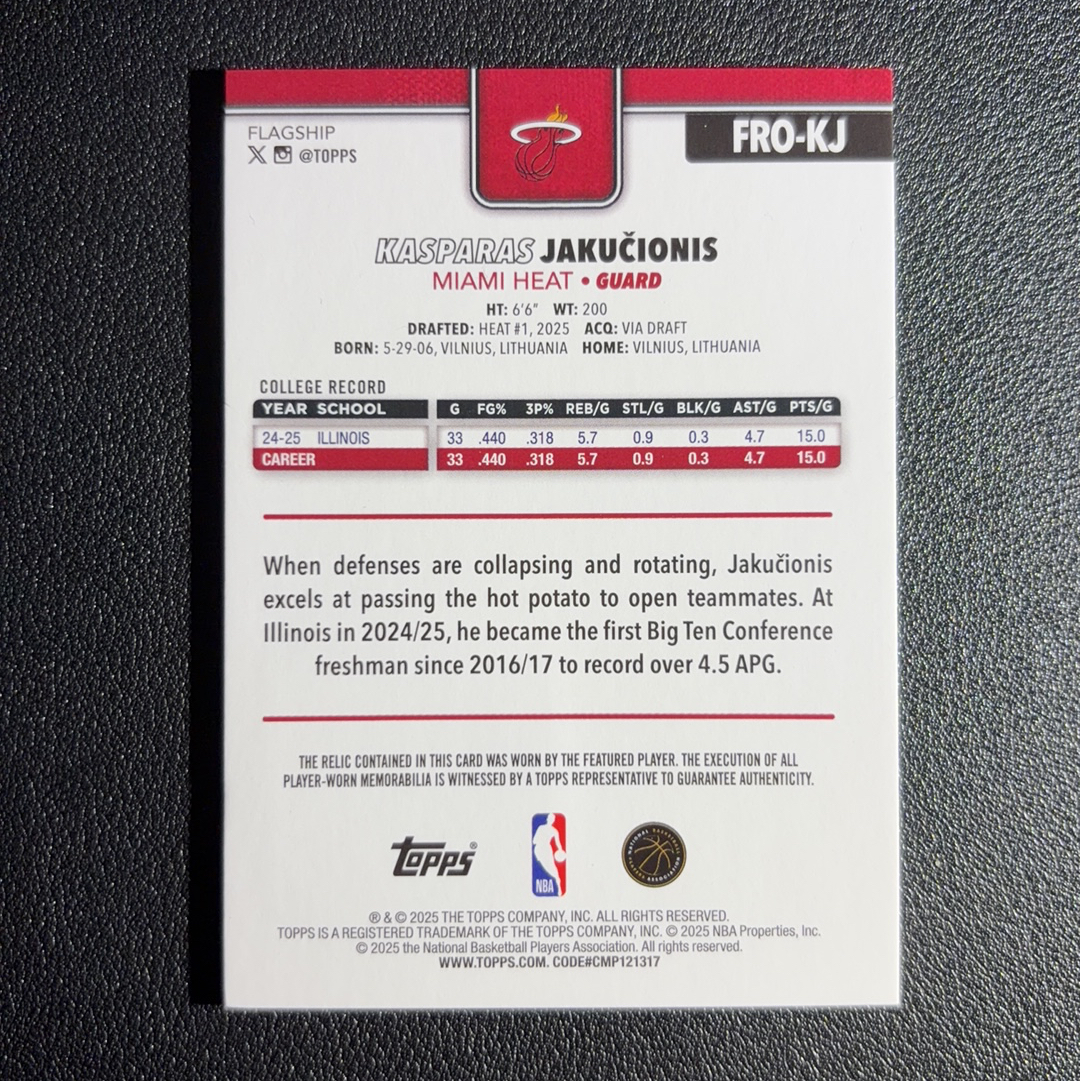 FLAGSHIP
FRO-KJ
@TOPPS
KASPARAS JAKUČIONIS
MIAMI HEAT • GUARD
HT: 6'6" WT: 200
DRAFTED: HEAT #1, 2025 ACQ: VIA DRAFT
BORN: 5-29-06, VILNIUS, LITHUANIA HOME: VILNIUS, LITHUANIA
COLLEGE RECORD
YEAR SCHOOL G FG% 3P% REB/G STL/G BLK/G AST/G PTS/G
24-25 ILLINOIS 33 .440 .318 5.7 0.9 0.3 4.7 15.0
CAREER 33 .440 .318 5.7 0.9 0.3 4.7 15.0
When defenses are collapsing and rotating, Jakučionis
excels at passing the hot potato to open teammates. At
Illinois in 2024/25, he became the first Big Ten Conference
freshman since 2016/17 to record over 4.5 APG.
THE RELIC CONTAINED IN THIS CARD WAS WORN BY THE FEATURED PLAYER. THE EXECUTION OF ALL
PLAYER-WORN MEMORABILIA IS WITNESSED BY A TOPPS REPRESENTATIVE TO GUARANTEE AUTHENTICITY.
topps®
NBA
NATIONAL BASKETBALL PLAYERS ASSOCIATION
® & © 2025 THE TOPPS COMPANY, INC. ALL RIGHTS RESERVED.
TOPPS IS A REGISTERED TRADEMARK OF THE TOPPS COMPANY, INC. © 2025 NBA Properties, Inc.
© 2025 the National Basketball Players Association. All rights reserved.
WWW.TOPPS.COM. CODE#CMP121317